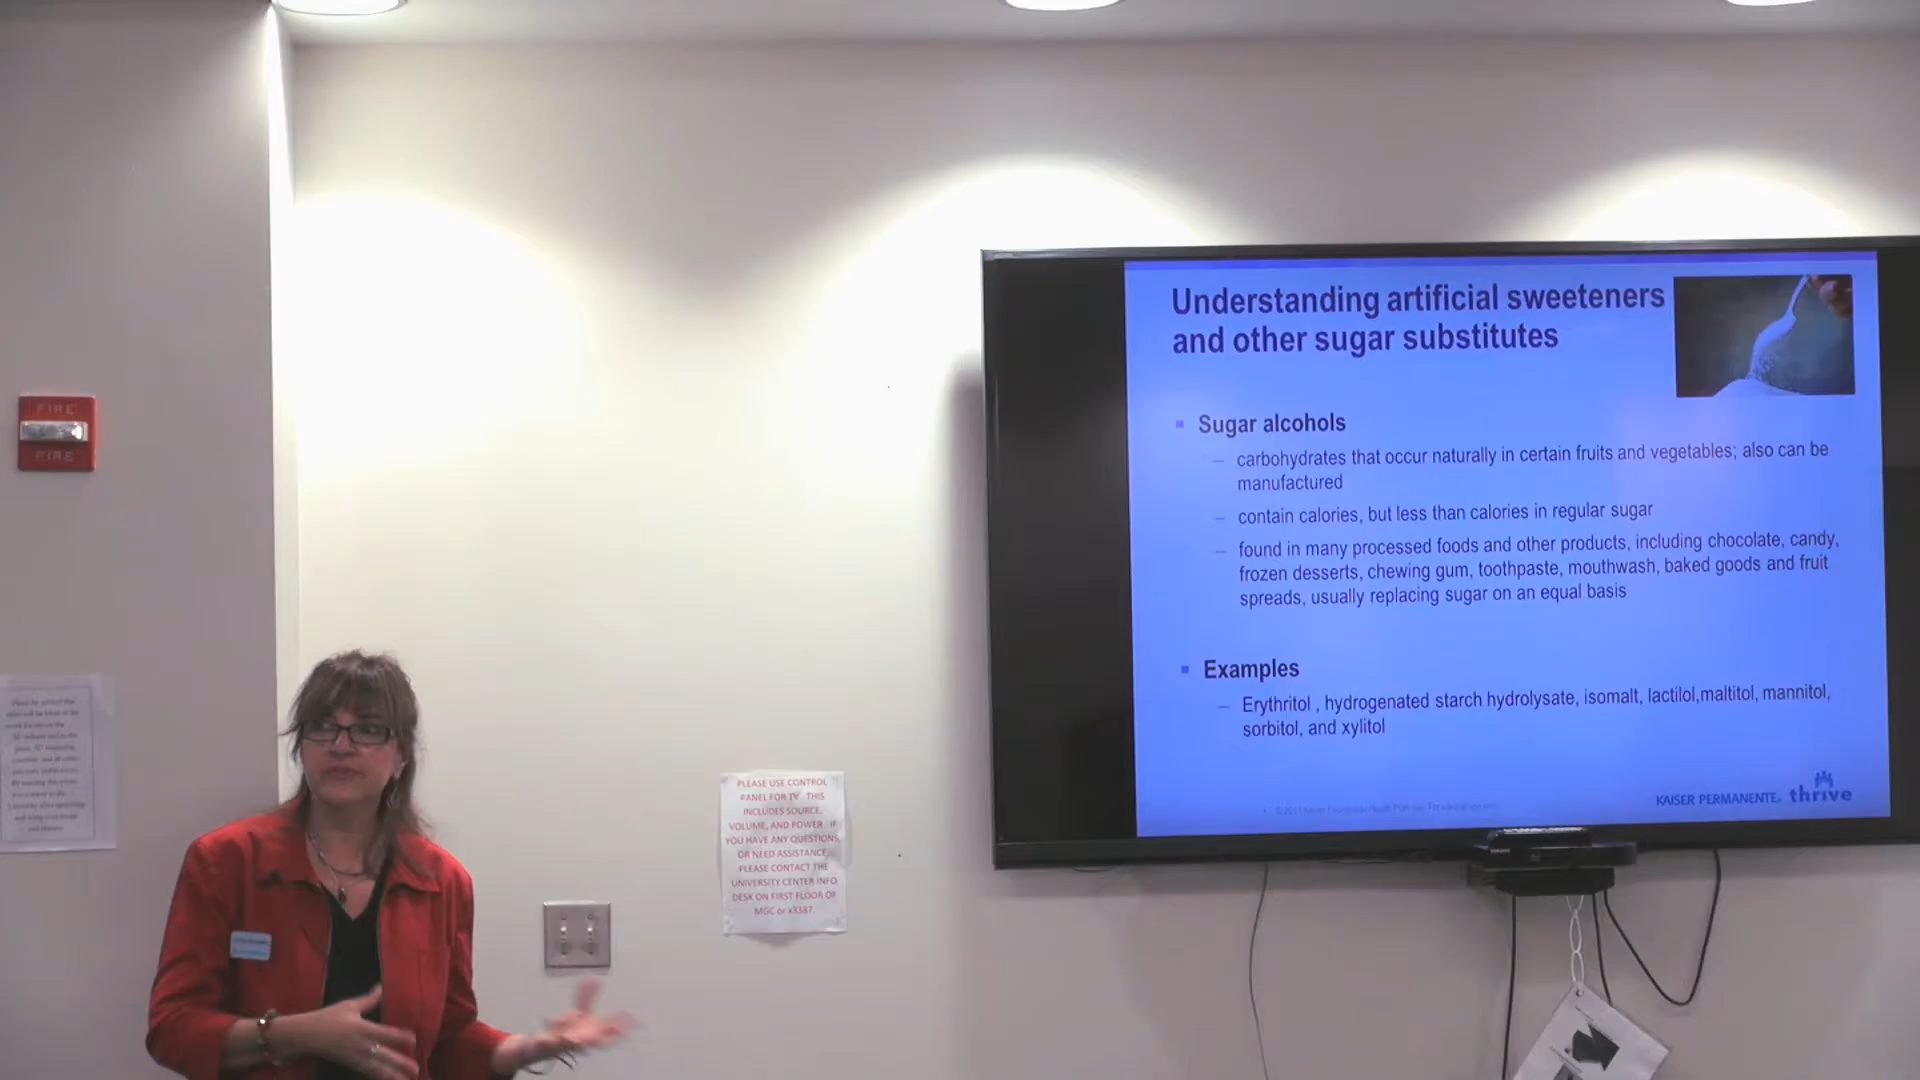 FIRE
FIRE
PLEASE USE CONTROL
PANEL FOR TV THIS
INCLUDES SOURCE,
VOLUME, AND POWER. IF
YOU HAVE ANY QUESTIONS
OR NEED ASSISTANCE,
PLEASE CONTACT THE
UNIVERSITY CENTER INFO
DESK ON FIRST FLOOR OR
MGC or x3387.
Understanding artificial sweeteners
and other sugar substitutes
Sugar alcohols
– carbohydrates that occur naturally in certain fruits and vegetables; also can be
manufactured
– contain calories, but less than calories in regular sugar
– found in many processed foods and other products, including chocolate, candy,
frozen desserts, chewing gum, toothpaste, mouthwash, baked goods and fruit
spreads, usually replacing sugar on an equal basis
Examples
– Erythritol , hydrogenated starch hydrolysate, isomalt, lactilol,maltitol, mannitol,
sorbitol, and xylitol
KAISER PERMANENTE® thrive